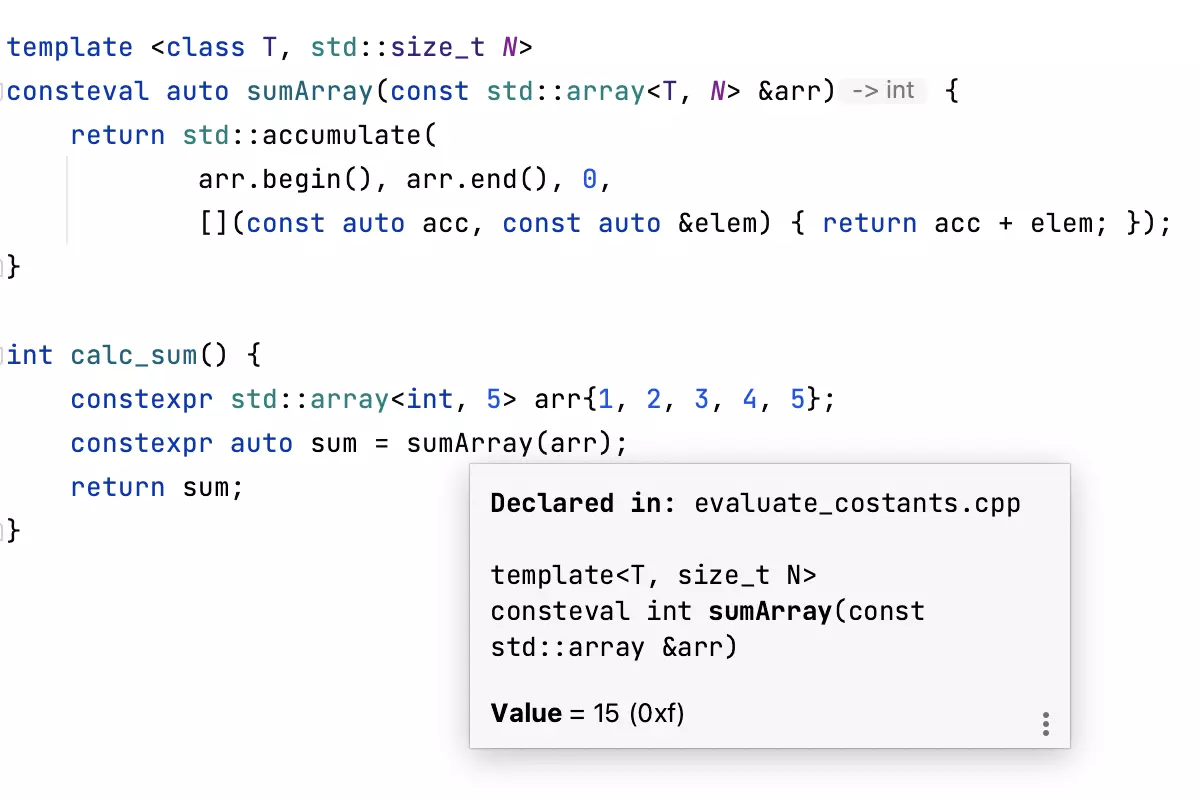 template <class T, std::size_t N>
consteval auto sumArray(const std::array<T, N> &arr) -> int {
return std::accumulate(
arr.begin(), arr.end(), 0,
[](const auto acc, const auto &elem) { return acc + elem; });
}
int calc_sum() {
constexpr std::array<int, 5> arr{1, 2, 3, 4, 5};
constexpr auto sum = sumArray(arr);
return sum;
}
Declared in: evaluate_costants.cpp
template<T, size_t N>
consteval int sumArray(const
std::array &arr)
Value = 15 (0xf)